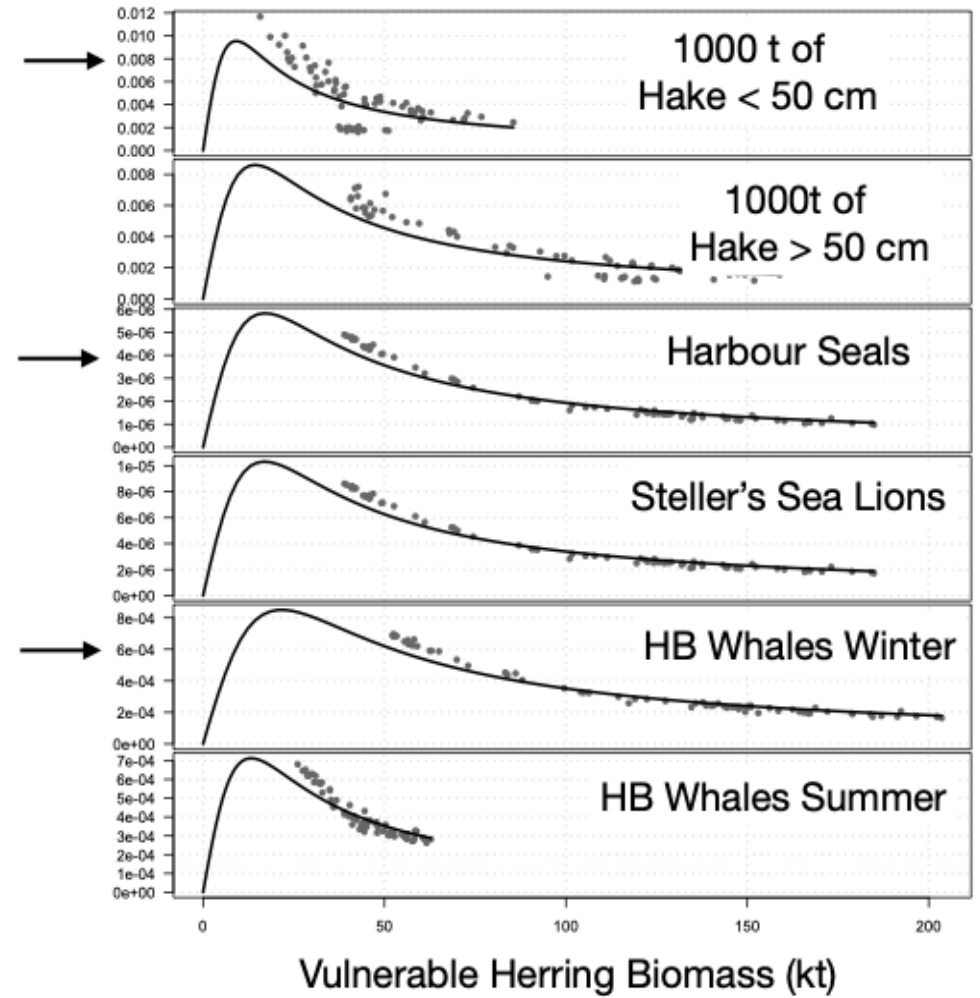 0.012
0.010
0.008
0.006
0.004
0.002
0.000
1000 t of
Hake < 50 cm
0.008
0.006
0.004
0.002
0.000
1000t of
Hake > 50 cm
6e-06
5e-06
4e-06
3e-06
2e-06
1e-06
0e+00
Harbour Seals
1e-05
8e-06
6e-06
4e-06
2e-06
0e+00
Steller's Sea Lions
8e-04
6e-04
4e-04
2e-04
0e+00
HB Whales Winter
7e-04
6e-04
5e-04
4e-04
3e-04
2e-04
1e-04
0e+00
HB Whales Summer
0 50 100 150 200
Vulnerable Herring Biomass (kt)